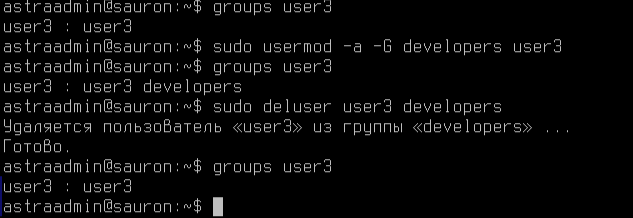 astraadmin@sauron:~$ groups user3
user3 : user3
astraadmin@sauron:~$ sudo usermod -a -G developers user3
astraadmin@sauron:~$ groups user3
user3 : user3 developers
astraadmin@sauron:~$ sudo deluser user3 developers
Удаляется пользователь «user3» из группы «developers» ...
Готово.
astraadmin@sauron:~$ groups user3
user3 : user3
astraadmin@sauron:~$